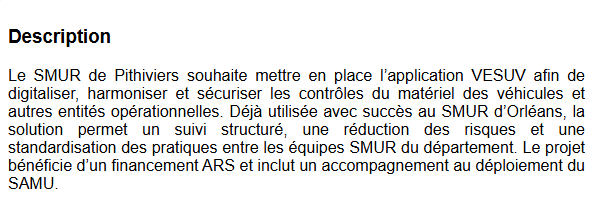 Description
Le SMUR de Pithiviers souhaite mettre en place l’application VESUV afin de
digitaliser, harmoniser et sécuriser les contrôles du matériel des véhicules et
autres entités opérationnelles. Déjà utilisée avec succès au SMUR d’Orléans, la
solution permet un suivi structuré, une réduction des risques et une
standardisation des pratiques entre les équipes SMUR du département. Le projet
bénéficie d’un financement ARS et inclut un accompagnement au déploiement du
SAMU.